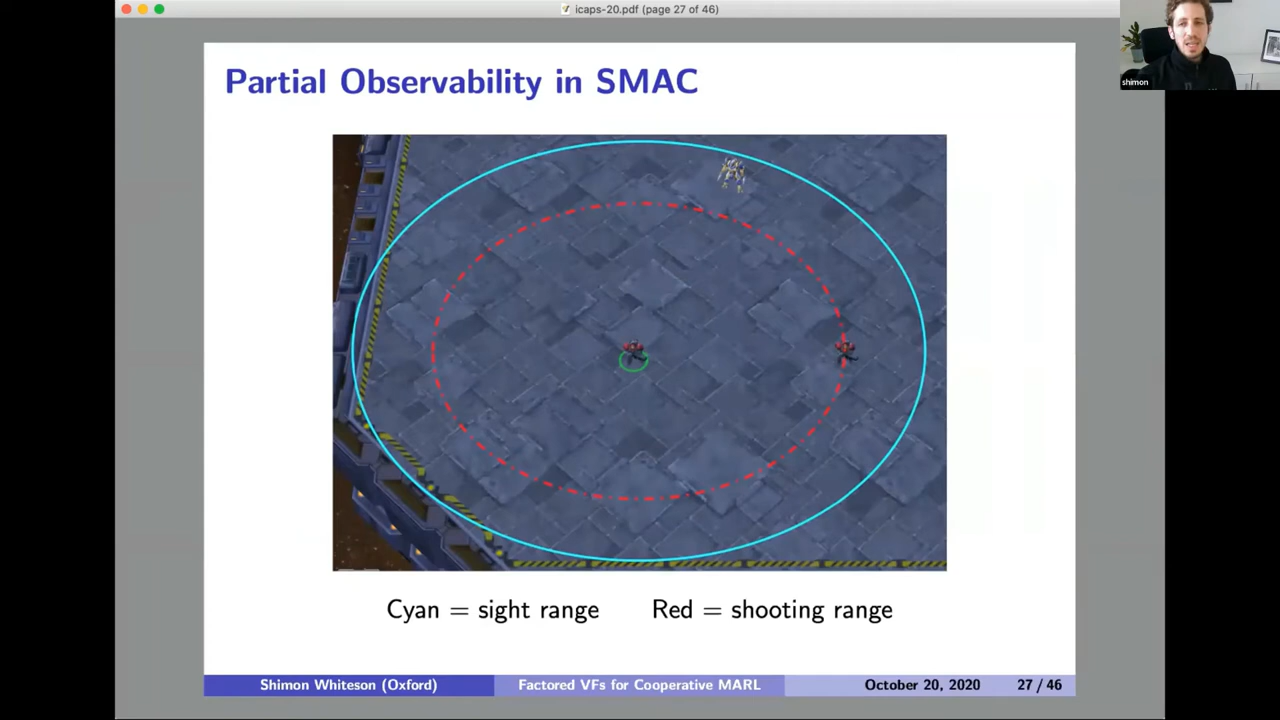 icaps-20.pdf (page 27 of 46)
shimon
Partial Observability in SMAC
Cyan = sight range Red = shooting range
Shimon Whiteson (Oxford) Factored VFs for Cooperative MARL October 20, 2020 27 / 46